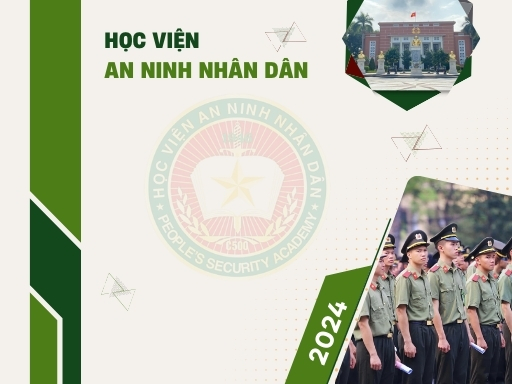 HỌC VIỆN
AN NINH NHÂN DÂN
HỌC VIỆN AN NINH NHÂN DÂN
PEOPLE'S SECURITY ACADEMY
2024